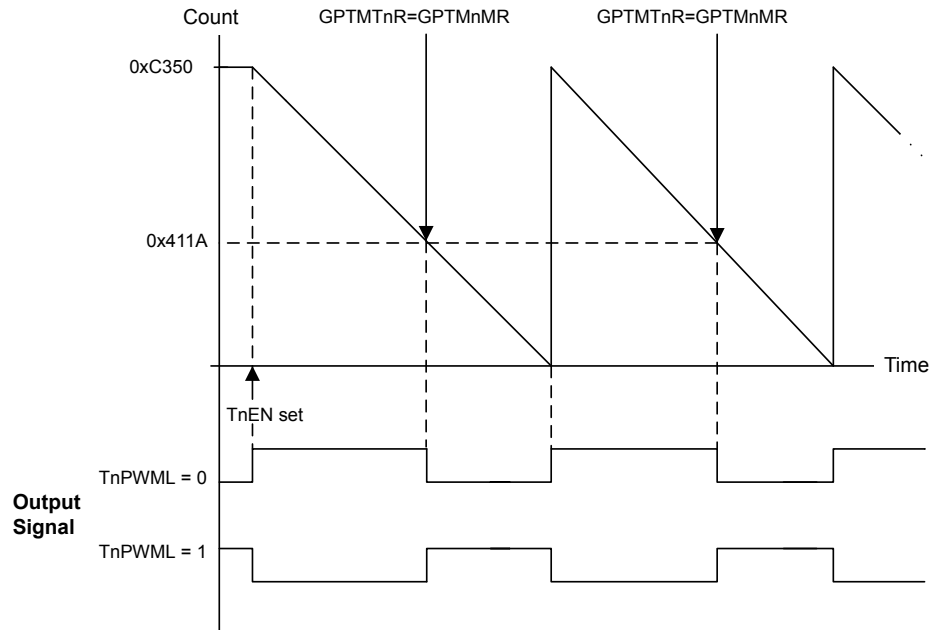 Count
GPTMTnR=GPTMnMR
GPTMTnR=GPTMnMR
0xC350
0x411A
Time
TnEN set
TnPWML = 0
Output
Signal
TnPWML = 1